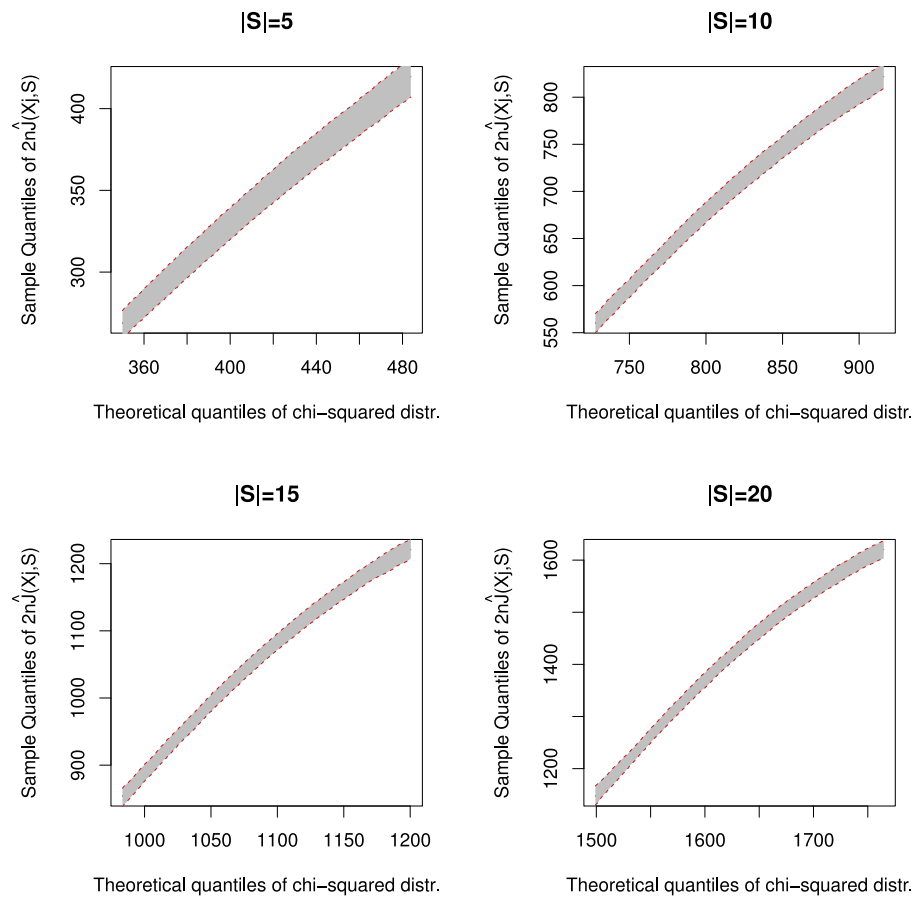 |S|=5
Sample Quantiles of 2nĴ(Xj,S)
400
350
300
360 400 440 480
Theoretical quantiles of chi−squared distr.
|S|=10
Sample Quantiles of 2nĴ(Xj,S)
800
750
700
650
600
550
750 800 850 900
Theoretical quantiles of chi−squared distr.
|S|=15
Sample Quantiles of 2nĴ(Xj,S)
1200
1100
1000
900
1000 1050 1100 1150 1200
Theoretical quantiles of chi−squared distr.
|S|=20
Sample Quantiles of 2nĴ(Xj,S)
1600
1400
1200
1500 1600 1700
Theoretical quantiles of chi−squared distr.